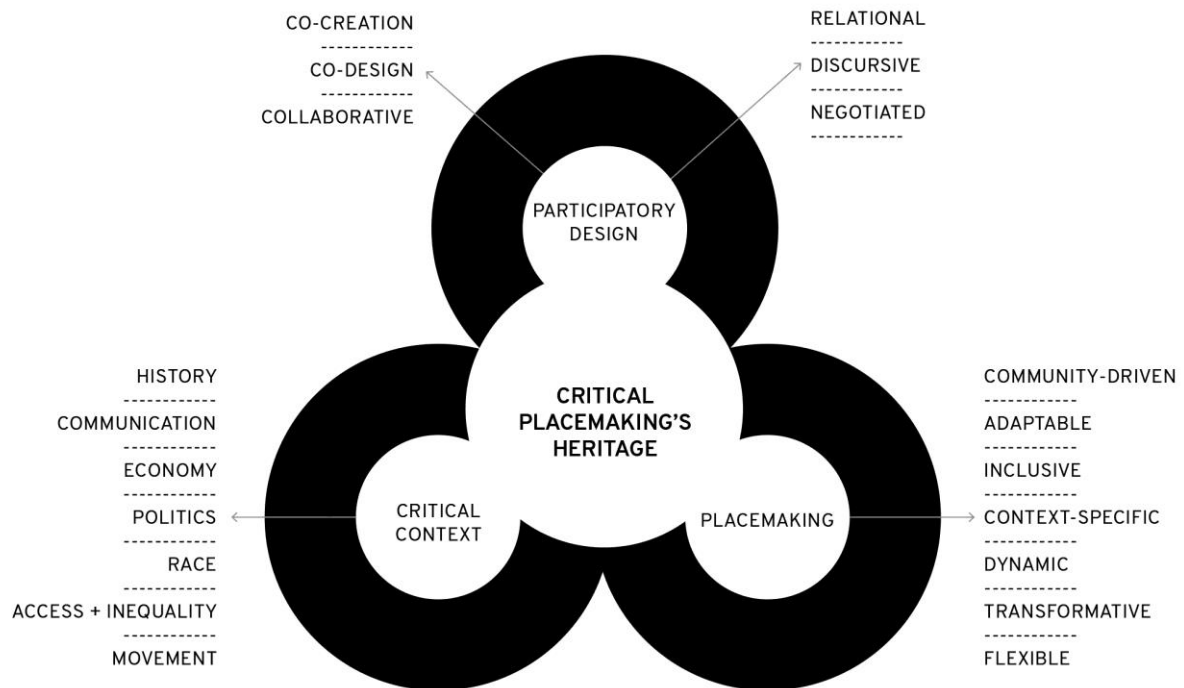 CO-CREATION
CO-DESIGN
COLLABORATIVE
RELATIONAL
DISCURSIVE
NEGOTIATED
PARTICIPATORY
DESIGN
CRITICAL
PLACEMAKING'S
HERITAGE
HISTORY
COMMUNICATION
ECONOMY
POLITICS
RACE
ACCESS + INEQUALITY
MOVEMENT
CRITICAL
CONTEXT
PLACEMAKING
COMMUNITY-DRIVEN
ADAPTABLE
INCLUSIVE
CONTEXT-SPECIFIC
DYNAMIC
TRANSFORMATIVE
FLEXIBLE